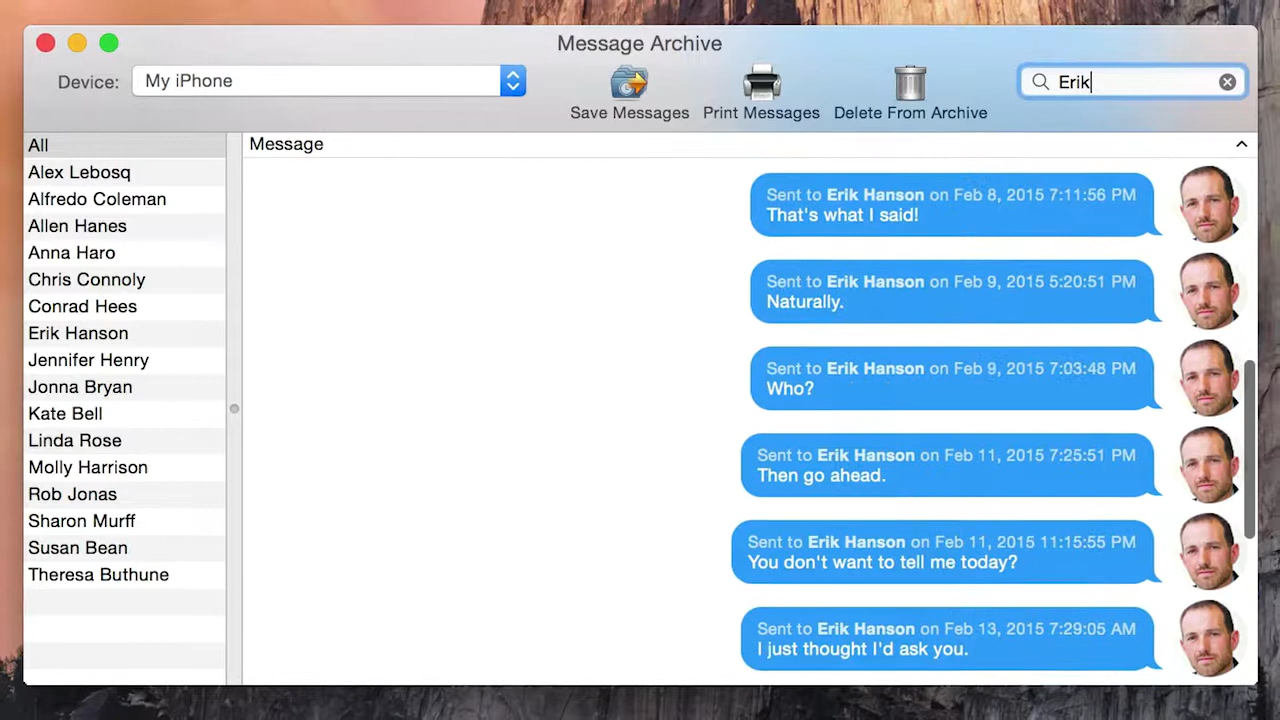 Message Archive
Device: My iPhone
Save Messages Print Messages Delete From Archive
Erik
All
Alex Lebosq
Alfredo Coleman
Allen Hanes
Anna Haro
Chris Connoly
Conrad Hees
Erik Hanson
Jennifer Henry
Jonna Bryan
Kate Bell
Linda Rose
Molly Harrison
Rob Jonas
Sharon Murff
Susan Bean
Theresa Buthune
Message
Sent to Erik Hanson on Feb 8, 2015 7:11:56 PM
That's what I said!
Sent to Erik Hanson on Feb 9, 2015 5:20:51 PM
Naturally.
Sent to Erik Hanson on Feb 9, 2015 7:03:48 PM
Who?
Sent to Erik Hanson on Feb 11, 2015 7:25:51 PM
Then go ahead.
Sent to Erik Hanson on Feb 11, 2015 11:15:55 PM
You don't want to tell me today?
Sent to Erik Hanson on Feb 13, 2015 7:29:05 AM
I just thought I'd ask you.